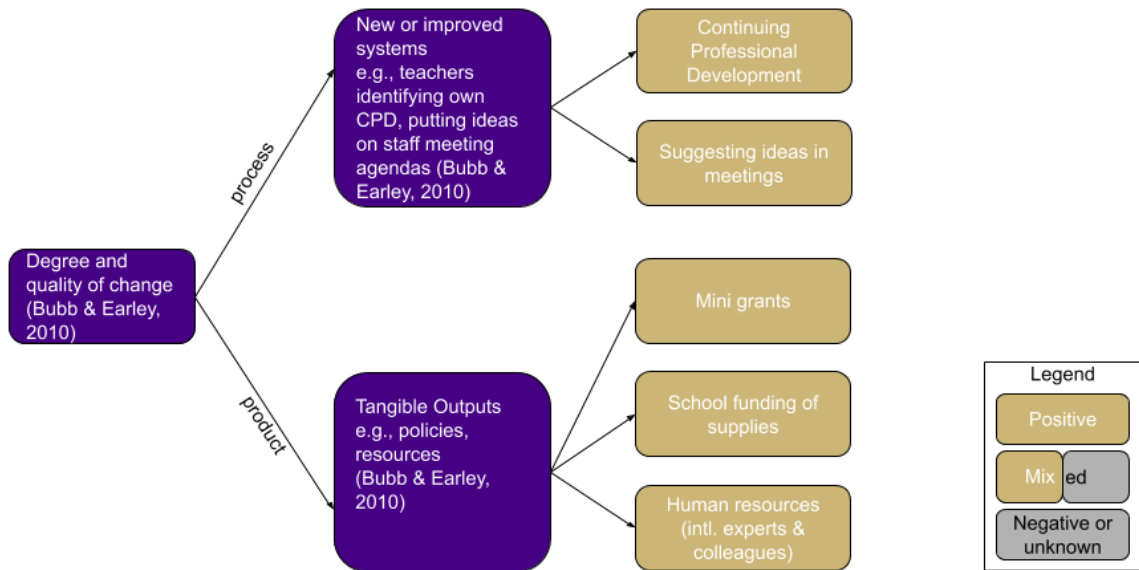 New or improved
systems
e.g., teachers
identifying own
CPD, putting ideas
on staff meeting
agendas (Bubb &
Earley, 2010)
Continuing
Professional
Development
Suggesting ideas in
meetings
process
Degree and
quality of change
(Bubb & Earley,
2010)
product
Tangible Outputs
e.g., policies,
resources
(Bubb & Earley,
2010)
Mini grants
School funding of
supplies
Human resources
(intl. experts &
colleagues)
Legend
Positive
Mix ed
Negative or
unknown